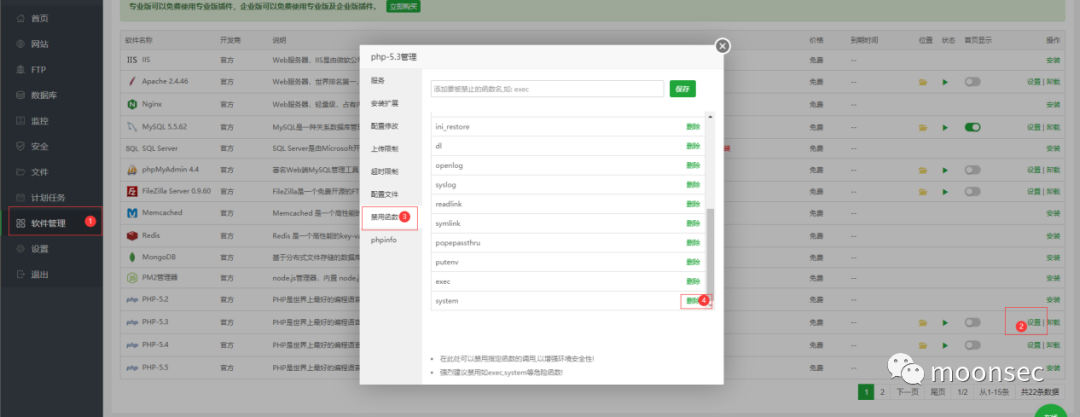 专业版可以免费使用专业版插件，企业版可以免费使用专业版及企业版插件。 立即购买
首页
网站
FTP
数据库
监控
安全
文件
计划任务
软件管理 1
设置
退出
软件名称 开发商 说明 价格 到期时间 位置 状态 首页显示 操作
IIS IIS 官方 Web服务器，IIS是由微软公 免费 -- 安装
Apache 2.4.46 官方 Web服务器，世界排名第一， 免费 -- 设置 | 卸载
Nginx 官方 Web服务器，轻量级，占有内 免费 -- 安装
MySQL 5.5.62 官方 MySQL是一种关系数据库管 免费 -- 设置 | 卸载
SQL SQL Server 官方 SQL Server是由Microsoft开 免费 -- 安装
phpMyAdmin 4.4 官方 著名Web端MySQL管理工具 免费 -- 设置 | 卸载
FileZilla Server 0.9.60 官方 FileZilla是一个免费开源的FT 免费 -- 设置 | 卸载
Memcached 官方 Memcached 是一个高性能的 免费 -- 安装
Redis 官方 Redis 是一个高性能的key-va 免费 -- 安装
MongoDB 官方 基于分布式文件存储的数据库 免费 -- 安装
PM2管理器 官方 node.js管理器，内置 node.js 免费 -- 安装
php PHP-5.2 官方 PHP是世界上最好的编程语言 免费 -- 安装
php PHP-5.3 官方 PHP是世界上最好的编程语言 免费 -- 2 设置 | 卸载
php PHP-5.4 官方 PHP是世界上最好的编程语言 免费 -- 设置 | 卸载
php PHP-5.5 官方 PHP是世界上最好的编程语言 免费 -- 安装
1 2 下一页 尾页 1/2 从1-15条 共22条数据
php-5.3管理
服务
安装扩展
配置修改
上传限制
超时限制
配置文件
禁用函数 3
phpinfo
添加要被禁止的函数名,如: exec 保存
ini_restore 删除
dl 删除
openlog 删除
syslog 删除
readlink 删除
symlink 删除
popepassthru 删除
putenv 删除
exec 删除
system 删除 4
在此处可以禁用指定函数的调用,以增强环境安全性!
强烈建议禁用如exec,system等危险函数!
moonsec